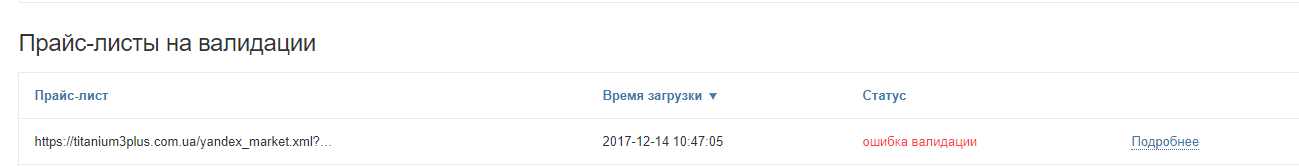 Прайс-листы на валидации
Прайс-лист Время загрузки ▼ Статус
https://titanium3plus.com.ua/yandex_market.xml?... 2017-12-14 10:47:05 ошибка валидации Подробнее